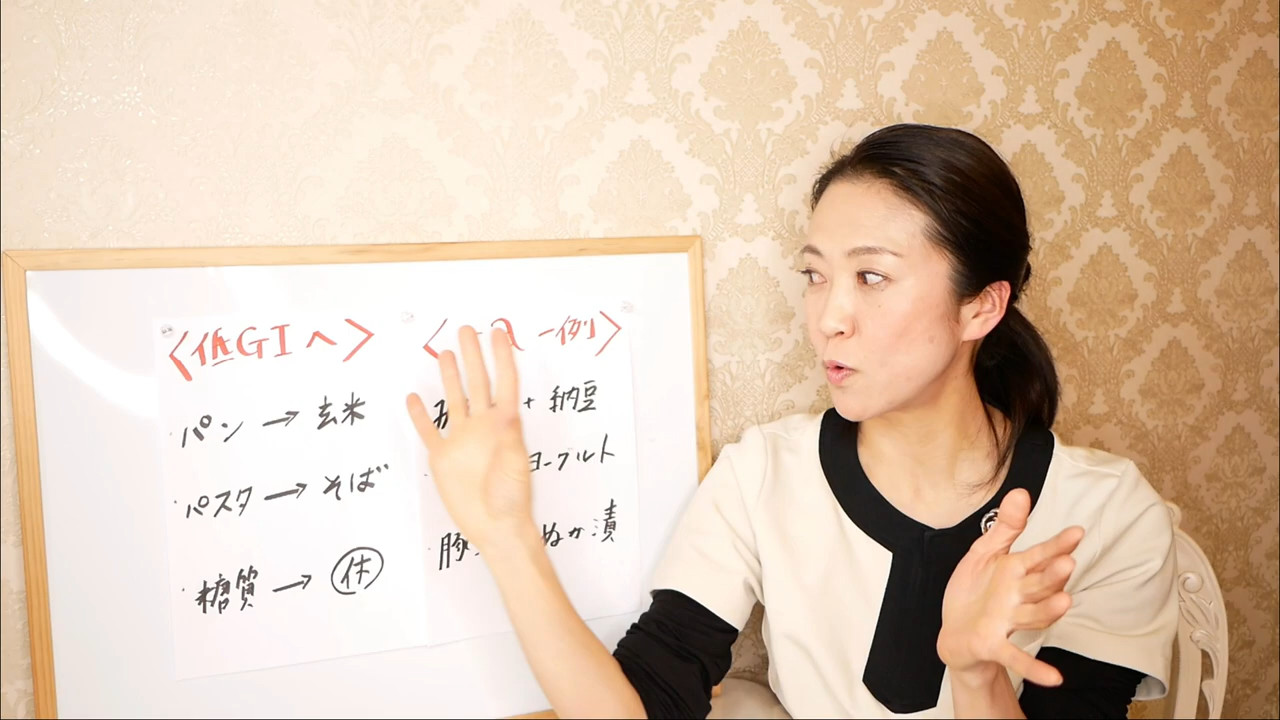 〈低GIへ〉
パン → 玄米
パスタ → そば
糖質 → 休
一例〉
+ 納豆
ヨーグルト
豚 ぬか漬